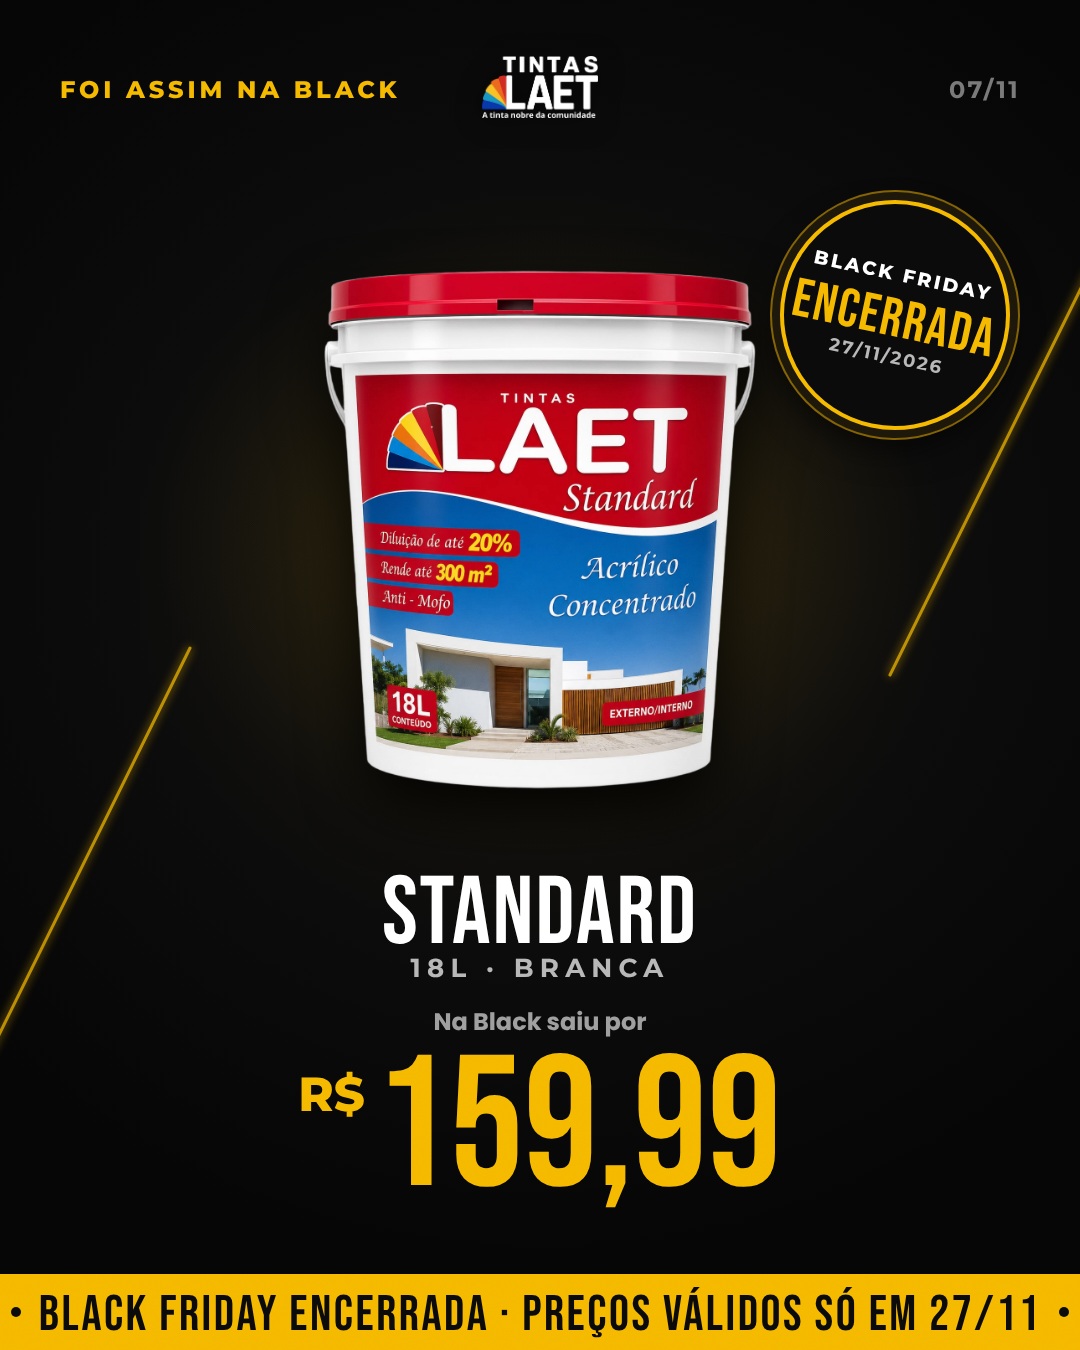 FOI ASSIM NA BLACK
TINTAS
LAET
A tinta nobre da comunidade
07/11
BLACK FRIDAY
ENCERRADA
27/11/2026
TINTAS
LAET
Standard
Diluição de até 20%
Rende até 300 m²
Anti - Mofo
Acrílico
Concentrado
18L
CONTEÚDO
EXTERNO/INTERNO
STANDARD
18L · BRANCA
Na Black saiu por
R$ 159,99
• BLACK FRIDAY ENCERRADA · PREÇOS VÁLIDOS SÓ EM 27/11 •